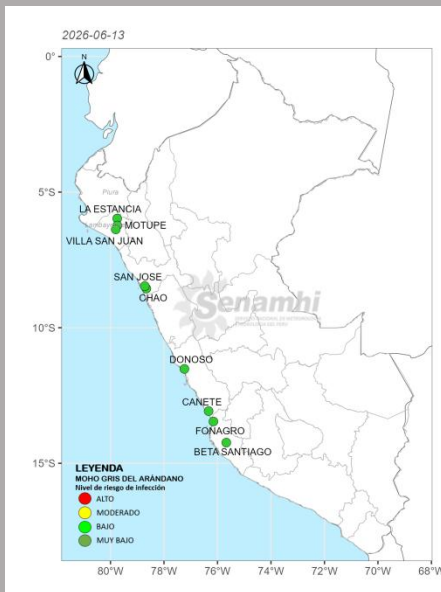 2026-06-13
N
0°
5°S
Piura
LA ESTANCIA
MOTUPE
VILLA SAN JUAN
SAN JOSE
CHAO
Senamhi
10°S
DONOSO
CANETE
FONAGRO
BETA SANTIAGO
15°S
LEYENDA
MOHO GRIS DEL ARÁNDANO
Nivel de riesgo de infección
ALTO
MODERADO
BAJO
MUY BAJO
80°W 78°W 76°W 74°W 72°W 70°W 68°W